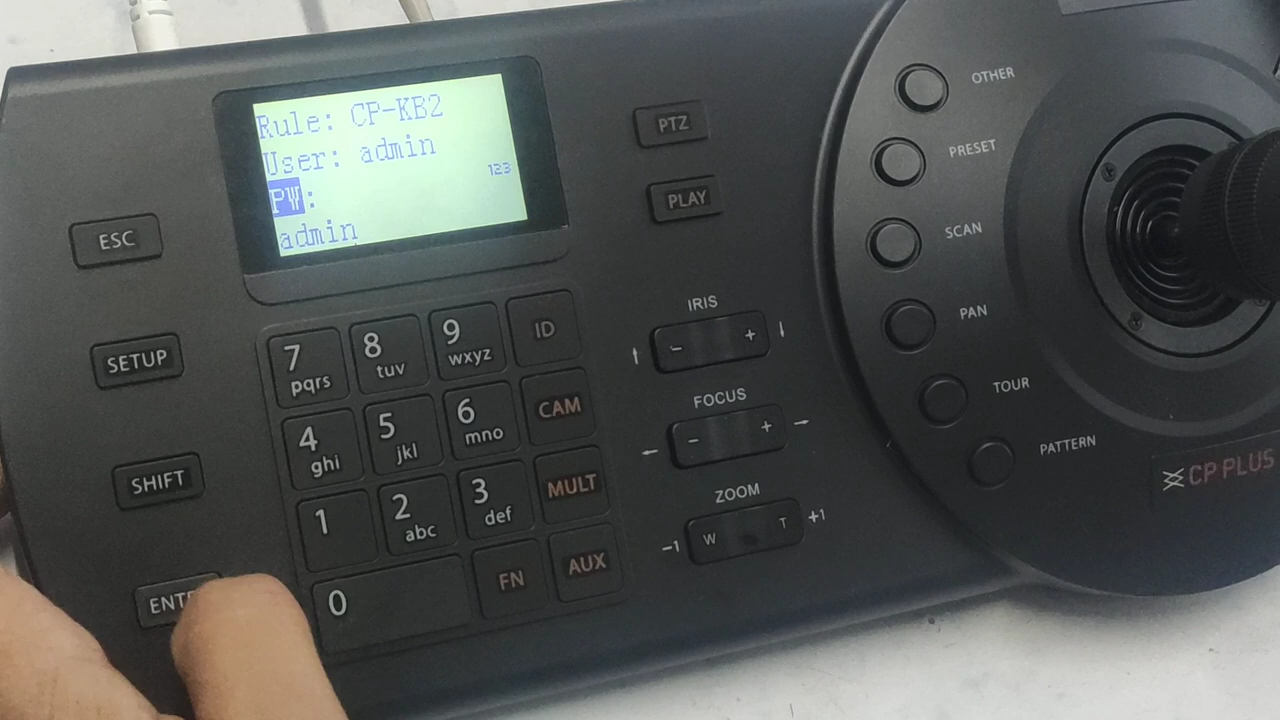 Rule: CP-KB2
User: admin
123
PW:
admin
ESC
SETUP
SHIFT
7 pqrs
8 tuv
9 wxyz
ID
4 ghi
5 jkl
6 mno
CAM
1
2 abc
3 def
MULT
0
FN
AUX
PTZ
PLAY
IRIS
- +
FOCUS
- +
ZOOM
-1 W T +1
OTHER
PRESET
SCAN
PAN
TOUR
PATTERN
CP PLUS